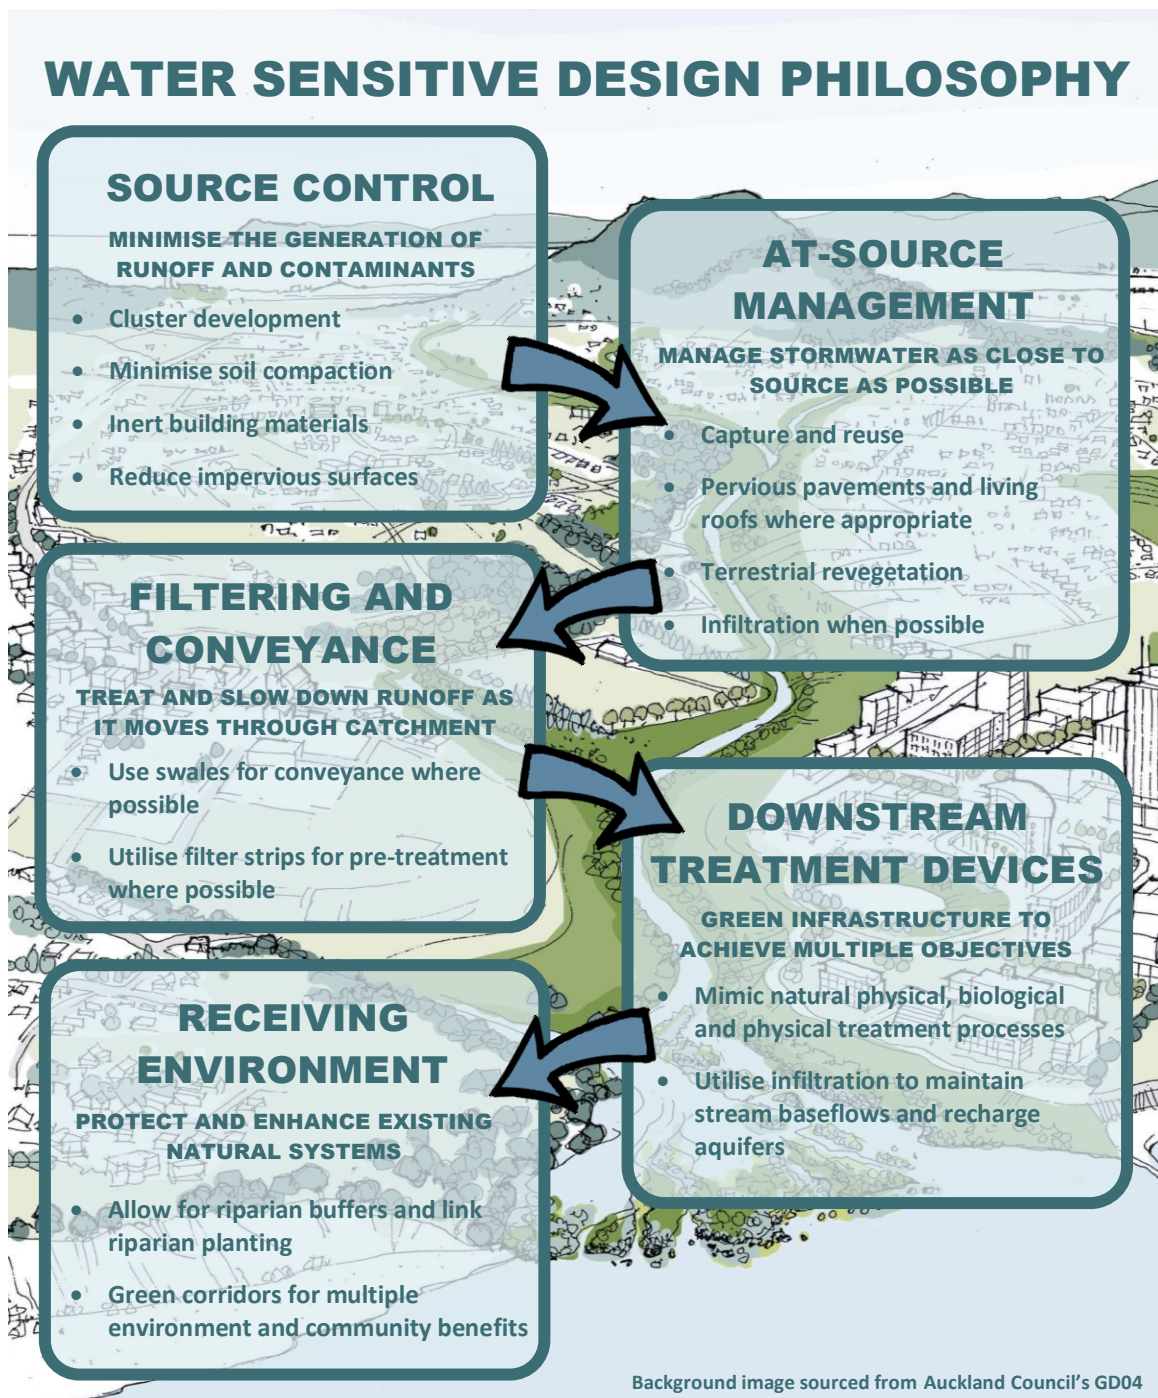 WATER SENSITIVE DESIGN PHILOSOPHY
SOURCE CONTROL
MINIMISE THE GENERATION OF
RUNOFF AND CONTAMINANTS
• Cluster development
• Minimise soil compaction
• Inert building materials
• Reduce impervious surfaces
AT-SOURCE
MANAGEMENT
MANAGE STORMWATER AS CLOSE TO
SOURCE AS POSSIBLE
• Capture and reuse
• Pervious pavements and living
roofs where appropriate
• Terrestrial revegetation
• Infiltration when possible
FILTERING AND
CONVEYANCE
TREAT AND SLOW DOWN RUNOFF AS
IT MOVES THROUGH CATCHMENT
• Use swales for conveyance where
possible
• Utilise filter strips for pre-treatment
where possible
DOWNSTREAM
TREATMENT DEVICES
GREEN INFRASTRUCTURE TO
ACHIEVE MULTIPLE OBJECTIVES
• Mimic natural physical, biological
and physical treatment processes
• Utilise infiltration to maintain
stream baseflows and recharge
aquifers
RECEIVING
ENVIRONMENT
PROTECT AND ENHANCE EXISTING
NATURAL SYSTEMS
• Allow for riparian buffers and link
riparian planting
• Green corridors for multiple
environment and community benefits
Background image sourced from Auckland Council's GD04